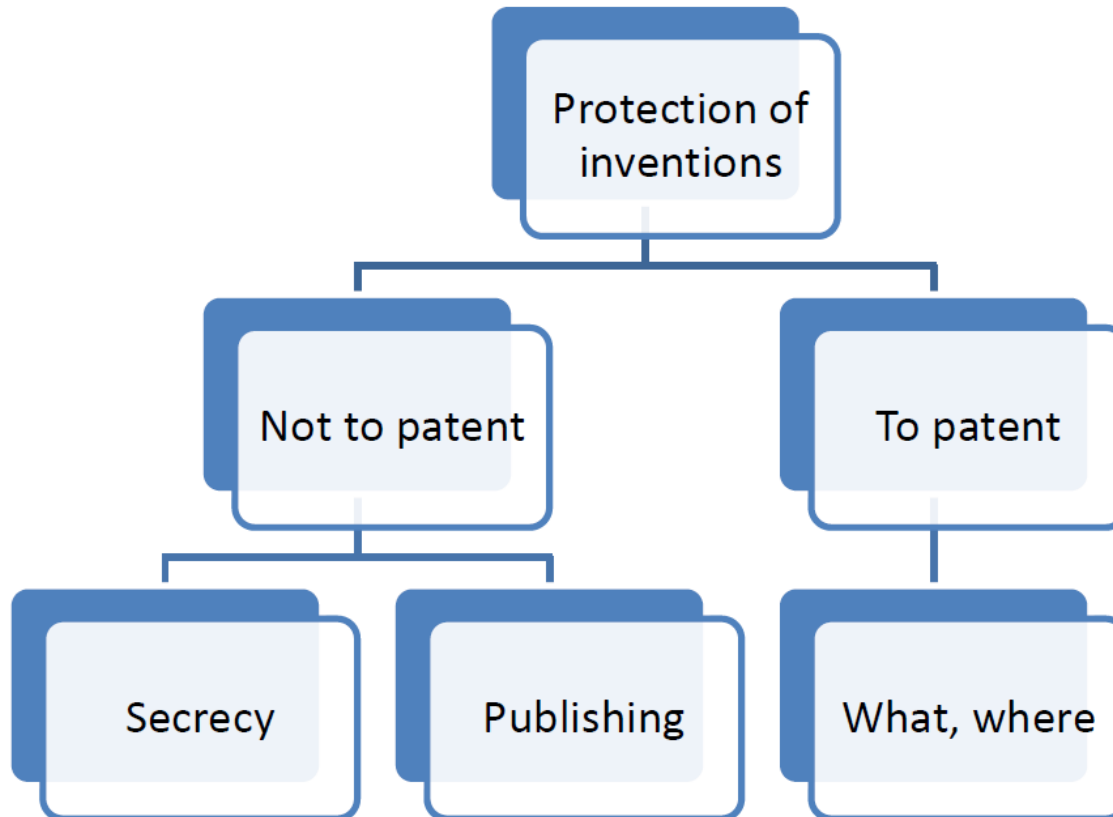 Protection of
inventions
Not to patent
To patent
Secrecy
Publishing
What, where